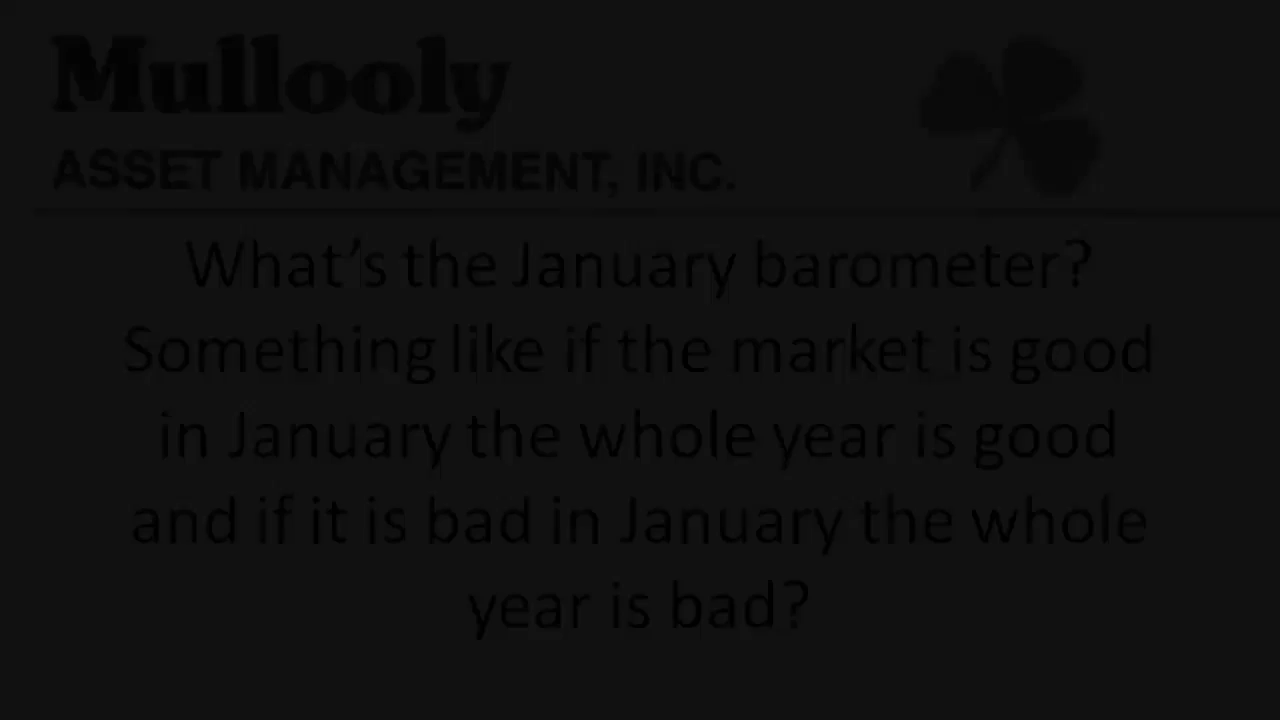 Mullooly
ASSET MANAGEMENT, INC.
What’s the January barometer?
Something like if the market is good
in January the whole year is good
and if it is bad in January the whole
year is bad?